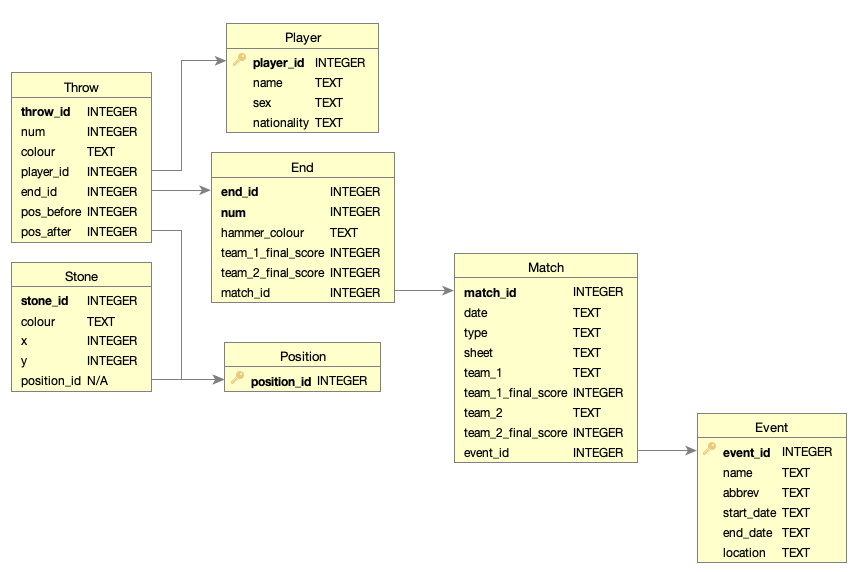 Player
player_id INTEGER
name TEXT
sex TEXT
nationality TEXT
Throw
throw_id INTEGER
num INTEGER
colour TEXT
player_id INTEGER
end_id INTEGER
pos_before INTEGER
pos_after INTEGER
End
end_id INTEGER
num INTEGER
hammer_colour TEXT
team_1_final_score INTEGER
team_2_final_score INTEGER
match_id INTEGER
Stone
stone_id INTEGER
colour TEXT
x INTEGER
y INTEGER
position_id N/A
Position
position_id INTEGER
Match
match_id INTEGER
date TEXT
type TEXT
sheet TEXT
team_1 TEXT
team_1_final_score INTEGER
team_2 TEXT
team_2_final_score INTEGER
event_id INTEGER
Event
event_id INTEGER
name TEXT
abbrev TEXT
start_date TEXT
end_date TEXT
location TEXT